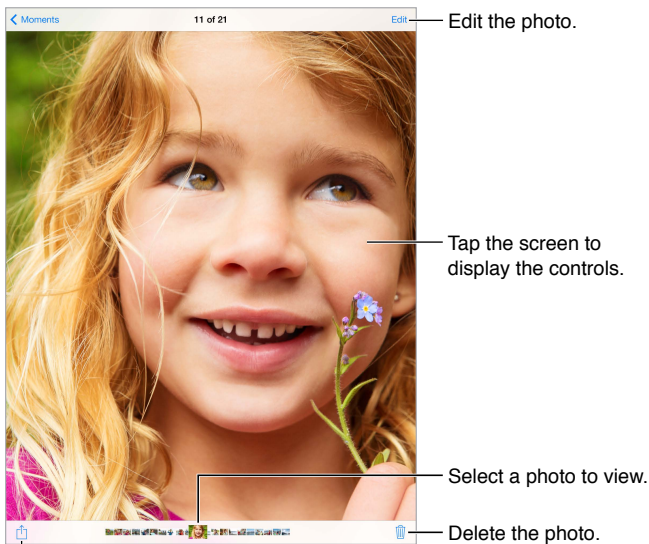 Moments
11 of 21
Edit
Edit the photo.
Tap the screen to
display the controls.
Select a photo to view.
Delete the photo.